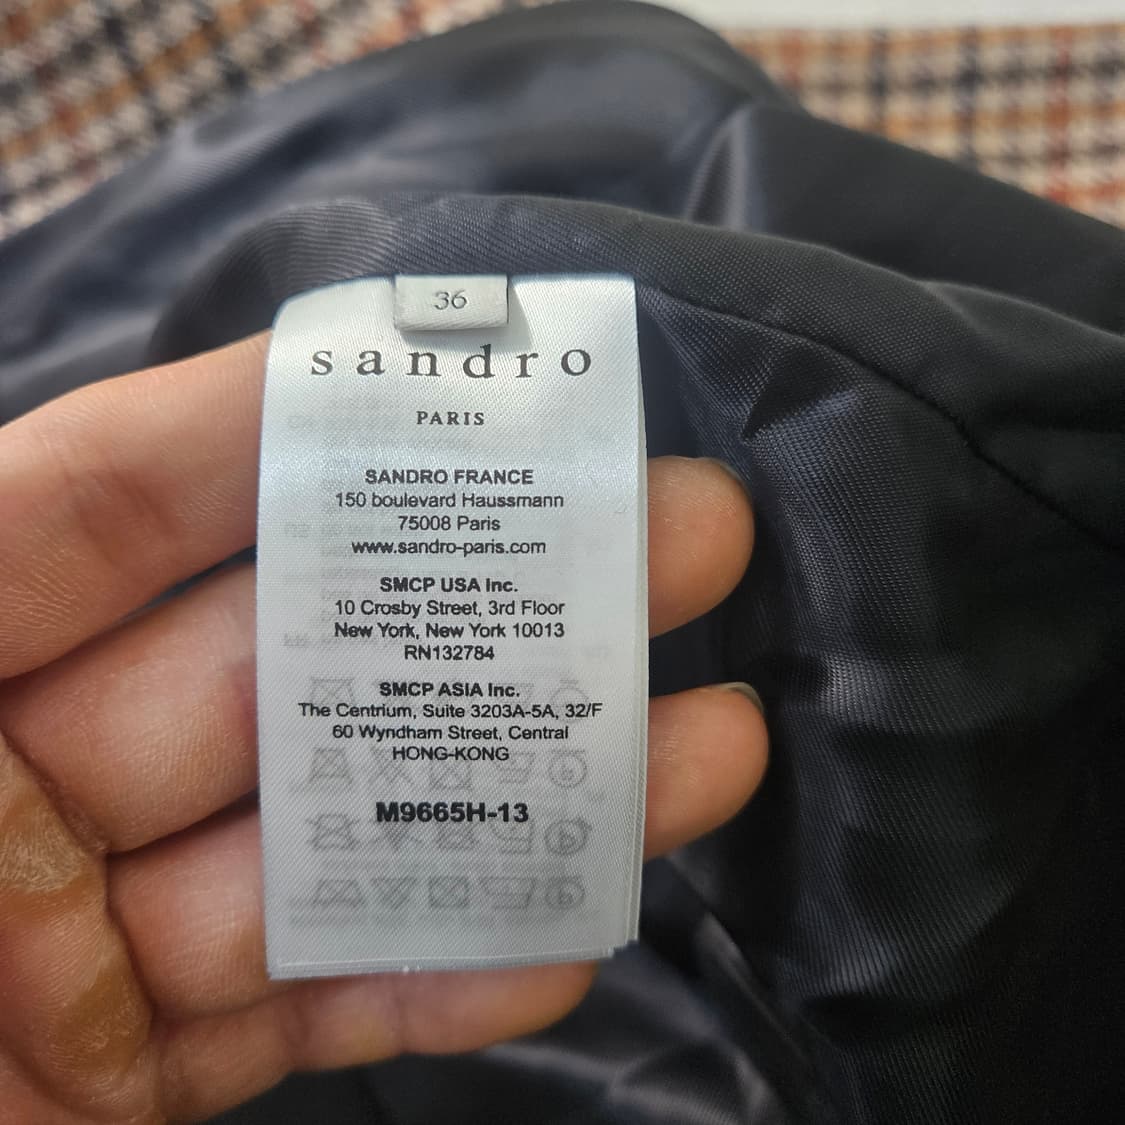 36
sandro
PARIS
SANDRO FRANCE
150 boulevard Haussmann
75008 Paris
www.sandro-paris.com
SMCP USA Inc.
10 Crosby Street, 3rd Floor
New York, New York 10013
RN132784
SMCP ASIA Inc.
The Centrium, Suite 3203A-5A, 32/F
60 Wyndham Street, Central
HONG-KONG
M9665H-13